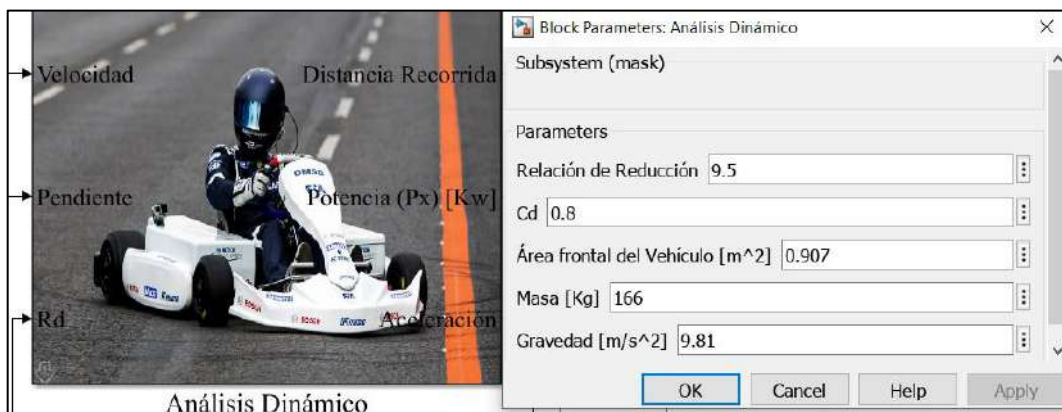 Velocidad
Distancia Recorrida
Pendiente
Potencia (Px) [Kw]
Rd
Aceleración
Análisis Dinámico
DMSB
BOSCH
Block Parameters: Análisis Dinámico
Subsystem (mask)
Parameters
Relación de Reducción 9.5
Cd 0.8
Área frontal del Vehículo [m^2] 0.907
Masa [Kg] 166
Gravedad [m/s^2] 9.81
OK Cancel Help Apply